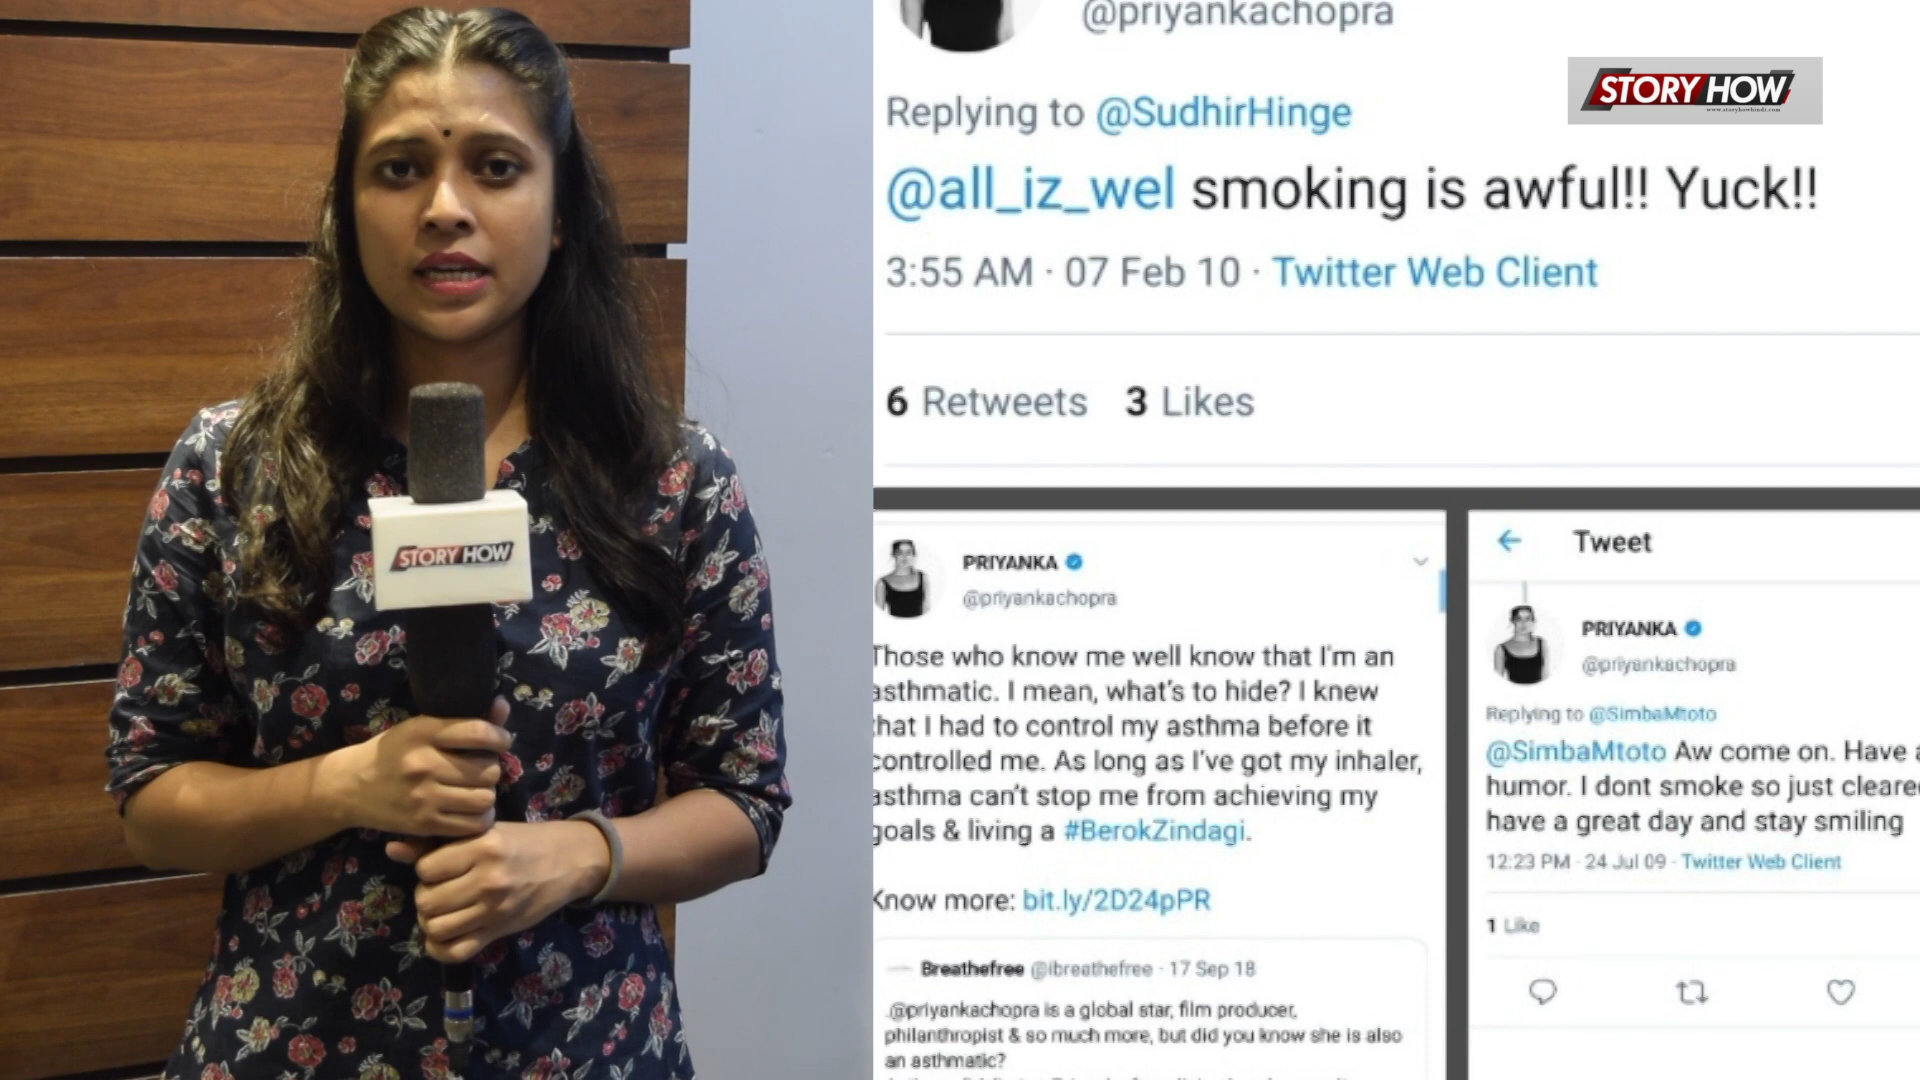 @priyankachopra
STORY HOW
www.storyhowhindi.com
Replying to @SudhirHinge
@all_iz_wel smoking is awful!! Yuck!!
3:55 AM · 07 Feb 10 · Twitter Web Client
6 Retweets 3 Likes
STORY HOW
PRIYANKA
@priyankachopra
Those who know me well know that I'm an
asthmatic. I mean, what's to hide? I knew
that I had to control my asthma before it
controlled me. As long as I've got my inhaler,
asthma can't stop me from achieving my
goals & living a #BerokZindagi.
Know more: bit.ly/2D24pPR
Breathefree @ibreathefree · 17 Sep 18
.@priyankachopra is a global star, film producer,
philanthropist & so much more, but did you know she is also
an asthmatic?
Tweet
PRIYANKA
@priyankachopra
Replying to @SimbaMtoto
@SimbaMtoto Aw come on. Have a
humor. I dont smoke so just cleare
have a great day and stay smiling
12:23 PM · 24 Jul 09 · Twitter Web Client
1 Like